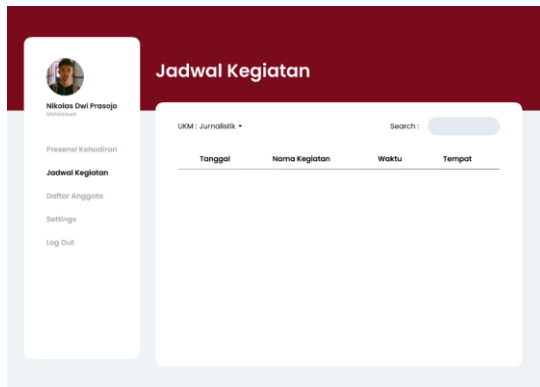 Jadwal Kegiatan
Nikolas Dwi Prasojo
Mahasiswa
Presensi Kehadiran
Jadwal Kegiatan
Daftar Anggota
Settings
Log Out
UKM : Jurnalistik
Search :
Tanggal Nama Kegiatan Waktu Tempat